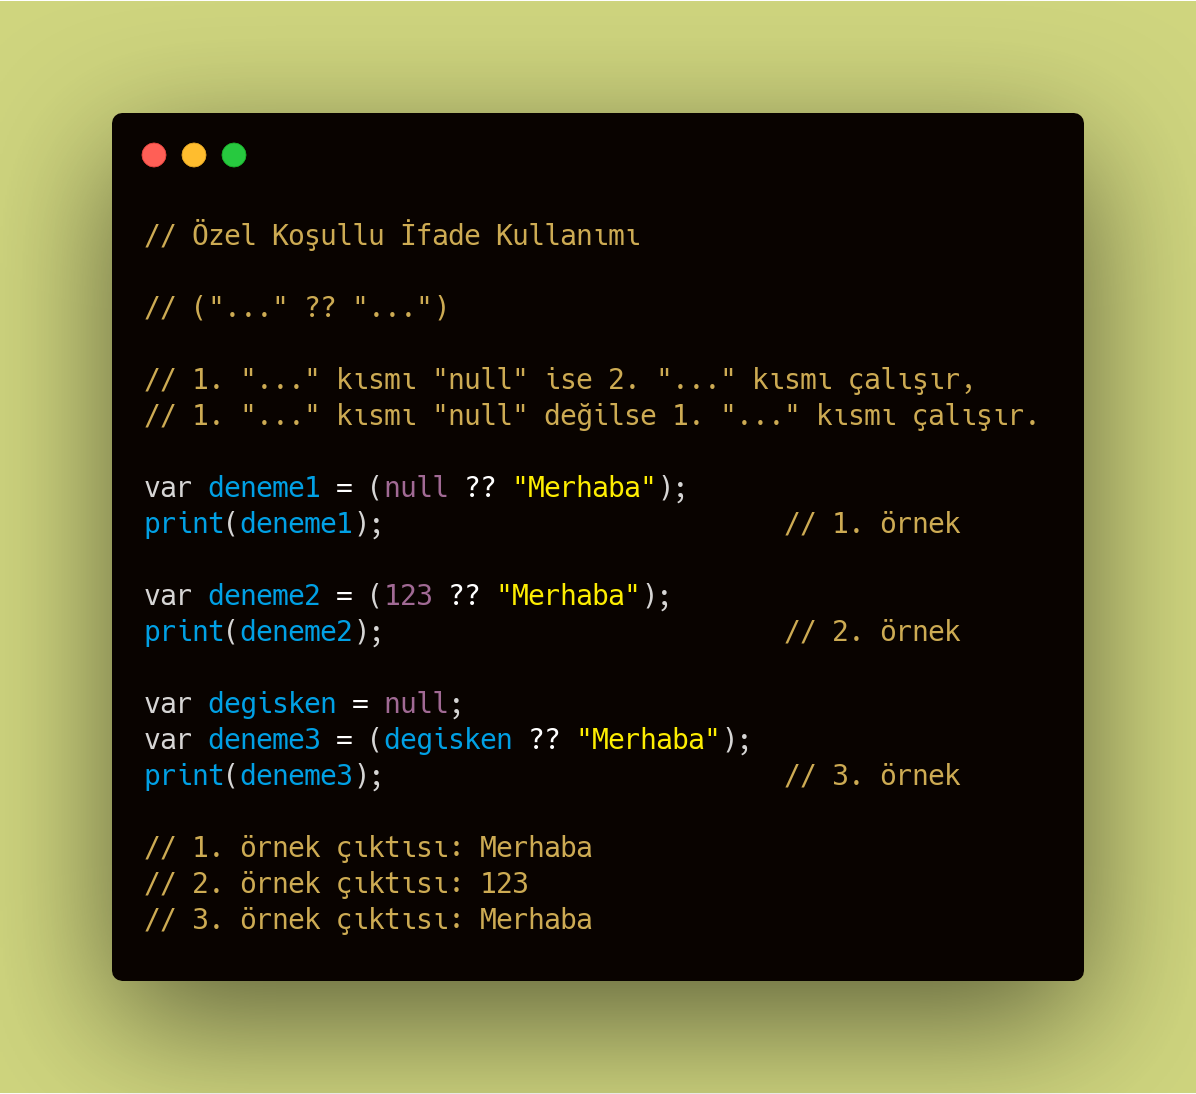 // Özel Koşullu İfade Kullanımı
// ("..." ?? "...")
// 1. "..." kısmı "null" ise 2. "..." kısmı çalışır,
// 1. "..." kısmı "null" değilse 1. "..." kısmı çalışır.
var deneme1 = (null ?? "Merhaba");
print(deneme1);                         // 1. örnek
var deneme2 = (123 ?? "Merhaba");
print(deneme2);                         // 2. örnek
var degisken = null;
var deneme3 = (degisken ?? "Merhaba");
print(deneme3);                         // 3. örnek
// 1. örnek çıktısı: Merhaba
// 2. örnek çıktısı: 123
// 3. örnek çıktısı: Merhaba